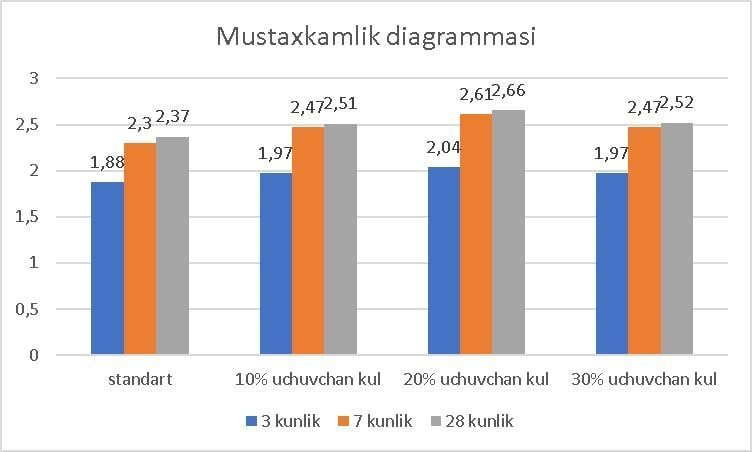 Mustaxkamlik diagrammasi
3
2,5
2
1,5
1
0,5
0
1,88
2,3
2,37
1,97
2,47
2,51
2,04
2,61
2,66
1,97
2,47
2,52
standart
10% uchuvchan kul
20% uchuvchan kul
30% uchuvchan kul
3 kunlik
7 kunlik
28 kunlik